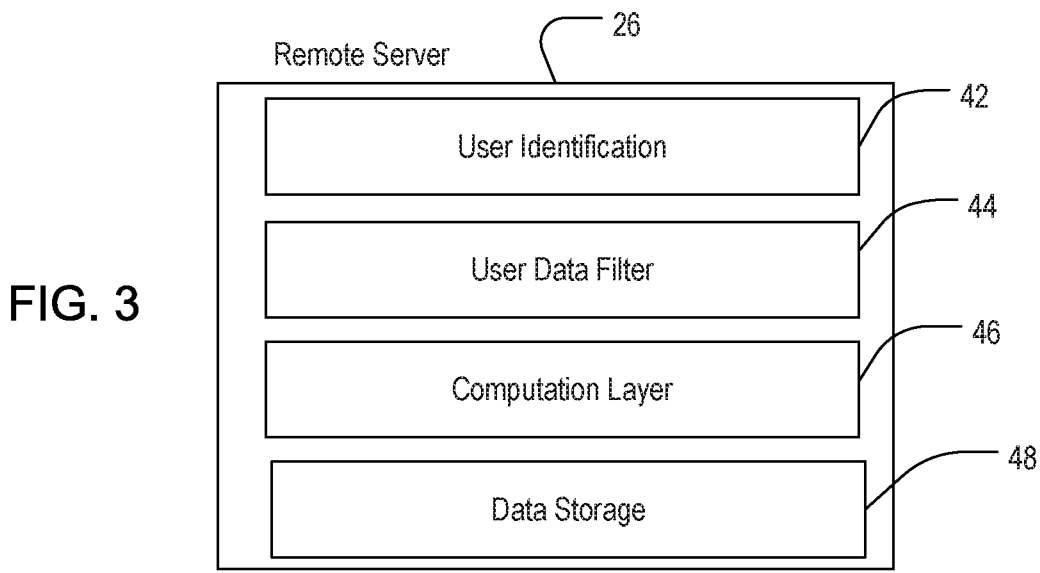 26
Remote Server
42
User Identification
44
User Data Filter
FIG. 3
46
Computation Layer
48
Data Storage